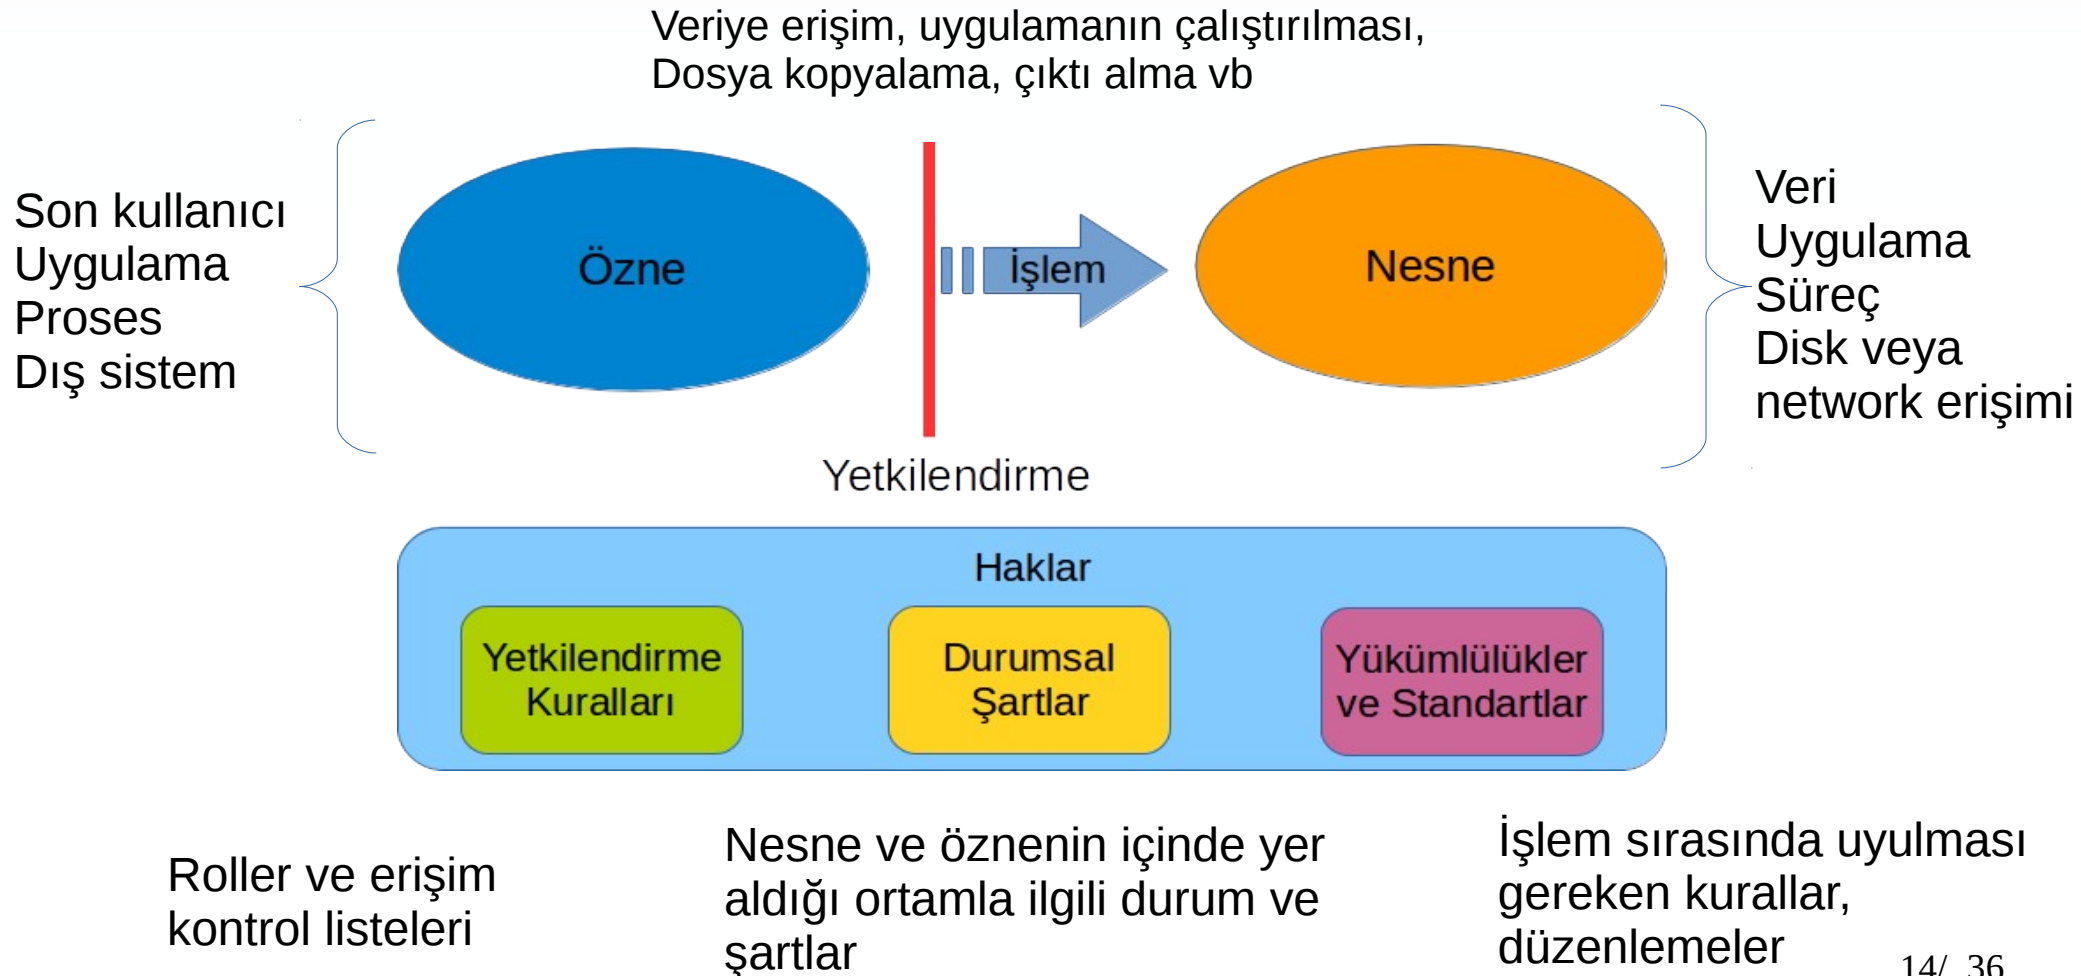 Veriye erişim, uygulamanın çalıştırılması,
Dosya kopyalama, çıktı alma vb
Son kullanıcı
Uygulama
Proses
Dış sistem
Özne
İşlem
Nesne
Veri
Uygulama
Süreç
Disk veya
network erişimi
Yetkilendirme
Haklar
Yetkilendirme
Kuralları
Durumsal
Şartlar
Yükümlülükler
ve Standartlar
Roller ve erişim
kontrol listeleri
Nesne ve öznenin içinde yer
aldığı ortamla ilgili durum ve
şartlar
İşlem sırasında uyulması
gereken kurallar,
düzenlemeler
14/ 36